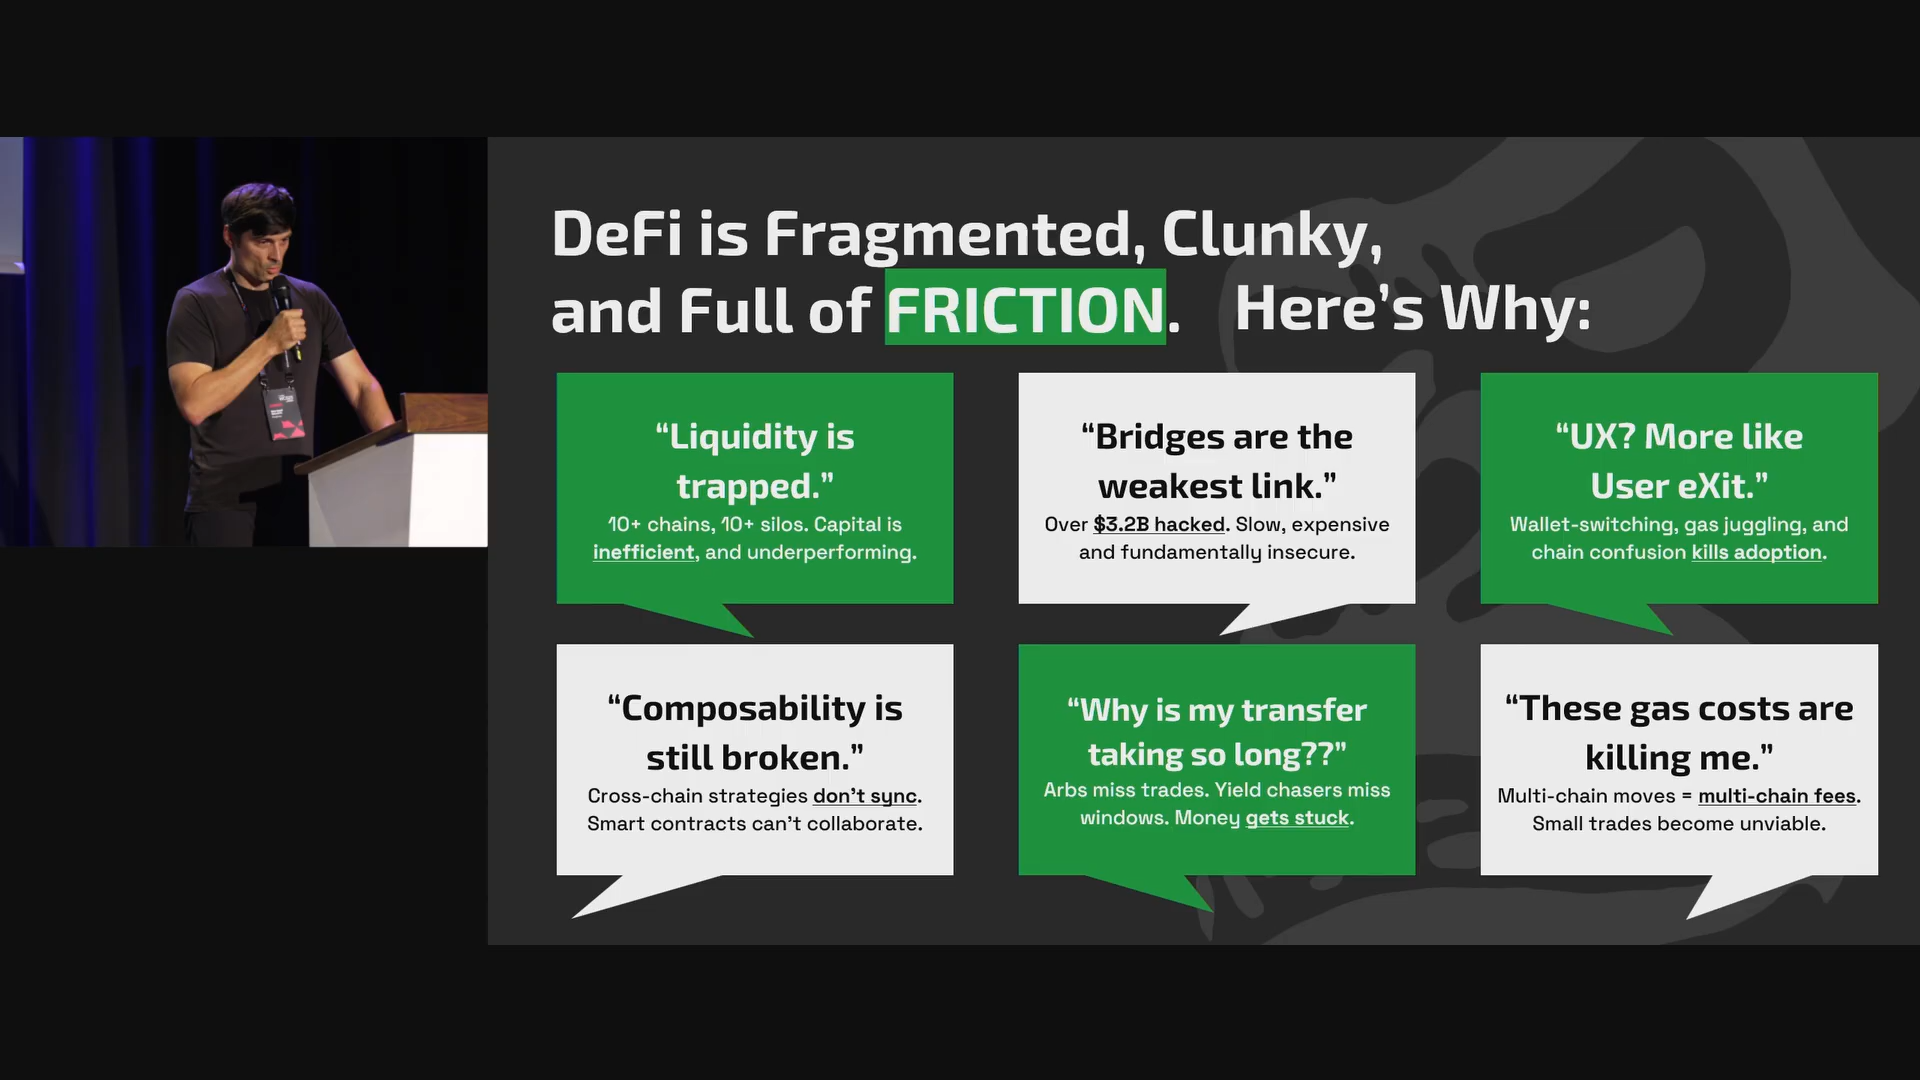 DeFi is Fragmented, Clunky,
and Full of FRICTION. Here's Why:
“Liquidity is
trapped.”
10+ chains, 10+ silos. Capital is
inefficient, and underperforming.
“Bridges are the
weakest link.”
Over $3.2B hacked. Slow, expensive
and fundamentally insecure.
“UX? More like
User eXit.”
Wallet-switching, gas juggling, and
chain confusion kills adoption.
“Composability is
still broken.”
Cross-chain strategies don't sync.
Smart contracts can't collaborate.
“Why is my transfer
taking so long??”
Arbs miss trades. Yield chasers miss
windows. Money gets stuck.
“These gas costs are
killing me.”
Multi-chain moves = multi-chain fees.
Small trades become unviable.